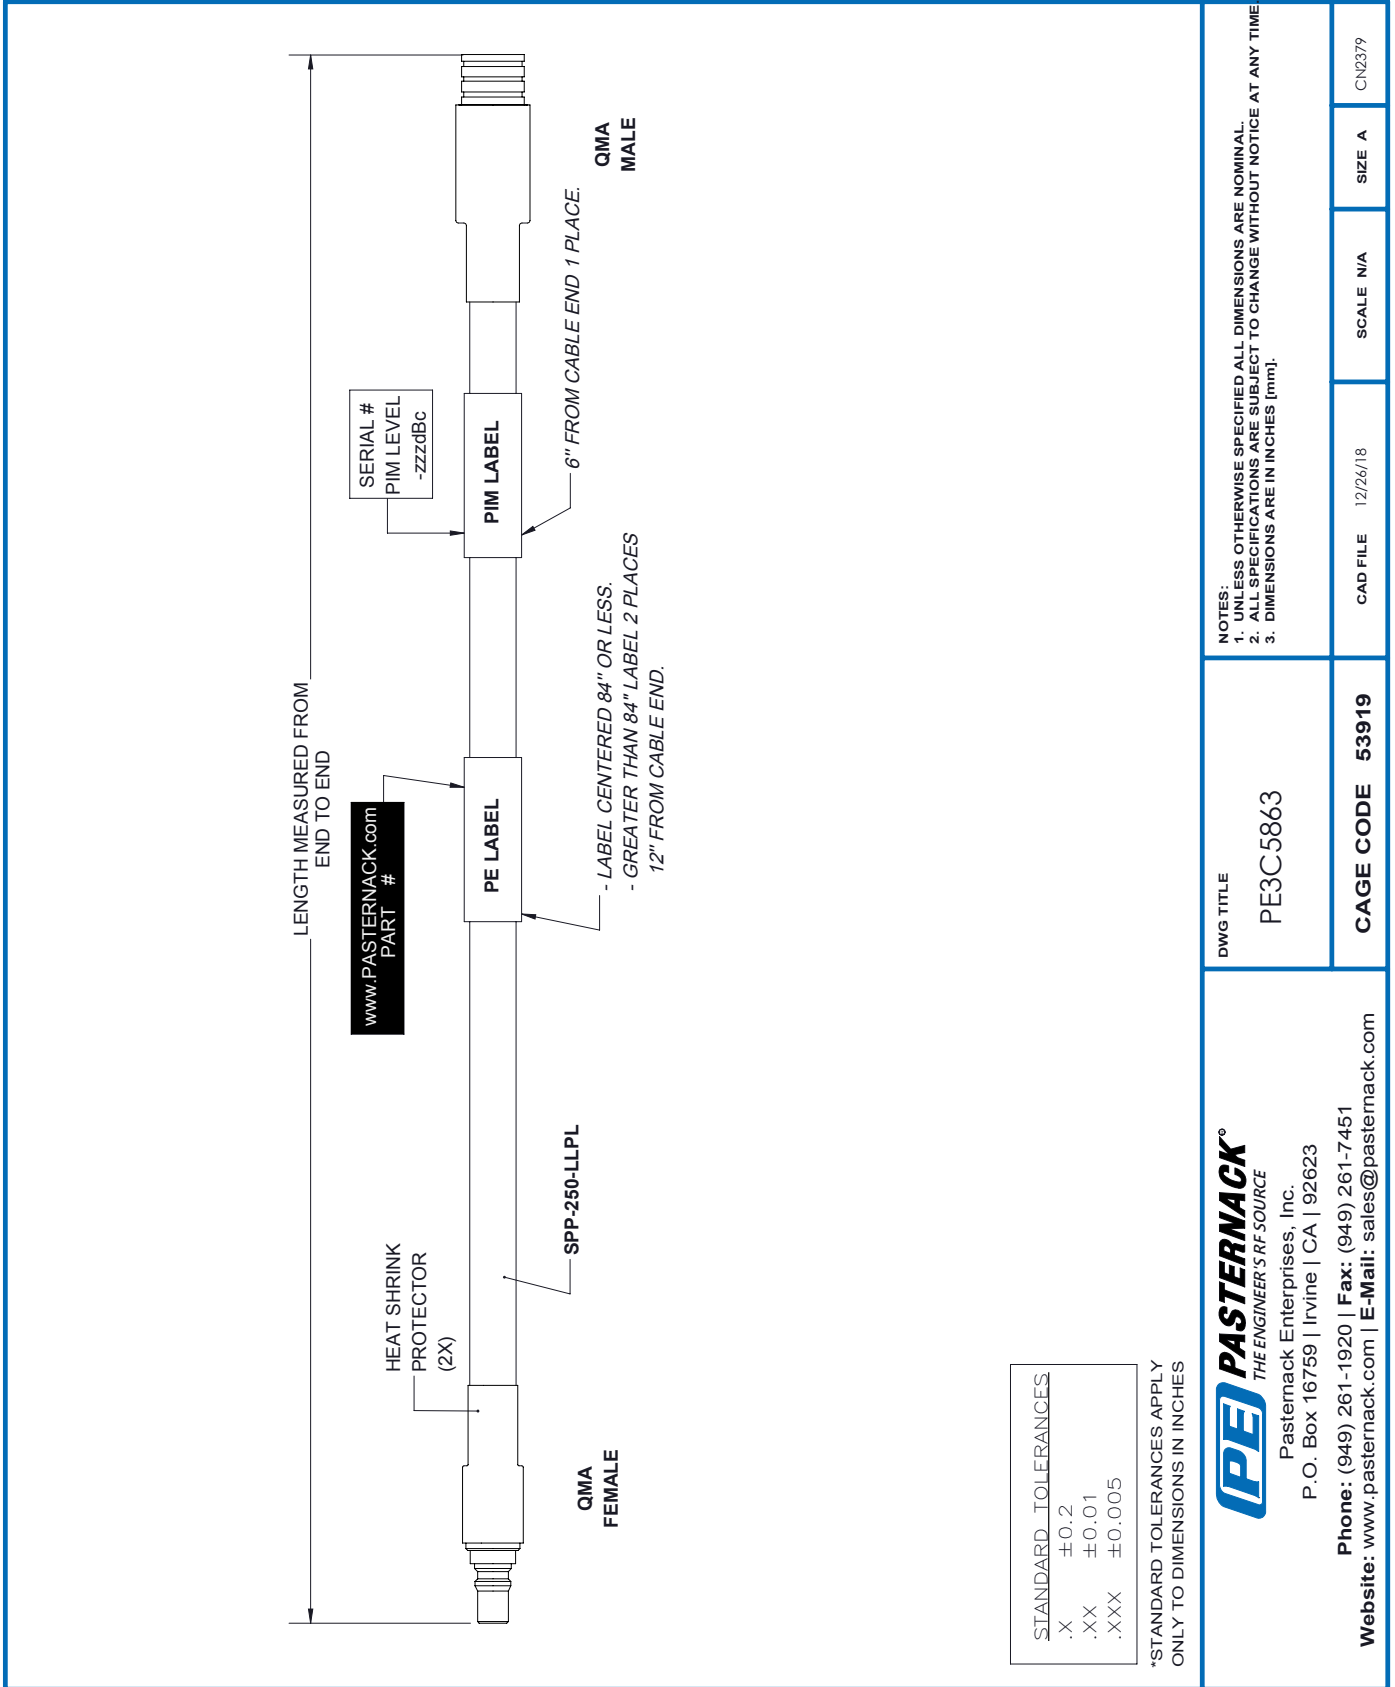 LENGTH MEASURED FROM
END TO END
www.PASTERNACK.com
PART #
SERIAL #
PIM LEVEL
-zzzdBc
HEAT SHRINK
PROTECTOR
(2X)
PE LABEL
PIM LABEL
QMA
FEMALE
SPP-250-LLPL
- LABEL CENTERED 84" OR LESS.
- GREATER THAN 84" LABEL 2 PLACES
12" FROM CABLE END.
6" FROM CABLE END 1 PLACE.
QMA
MALE
STANDARD TOLERANCES
.X ±0.2
.XX ±0.01
.XXX ±0.005
*STANDARD TOLERANCES APPLY
ONLY TO DIMENSIONS IN INCHES
PE PASTERNACK®
THE ENGINEER'S RF SOURCE
Pasternack Enterprises, Inc.
P.O. Box 16759 | Irvine | CA | 92623
Phone: (949) 261-1920 | Fax: (949) 261-7451
Website: www.pasternack.com | E-Mail: sales@pasternack.com
DWG TITLE
PE3C5863
CAGE CODE 53919
NOTES:
1. UNLESS OTHERWISE SPECIFIED ALL DIMENSIONS ARE NOMINAL.
2. ALL SPECIFICATIONS ARE SUBJECT TO CHANGE WITHOUT NOTICE AT ANY TIME.
3. DIMENSIONS ARE IN INCHES [mm].
CAD FILE 12/26/18
SCALE N/A
SIZE A
CN2379